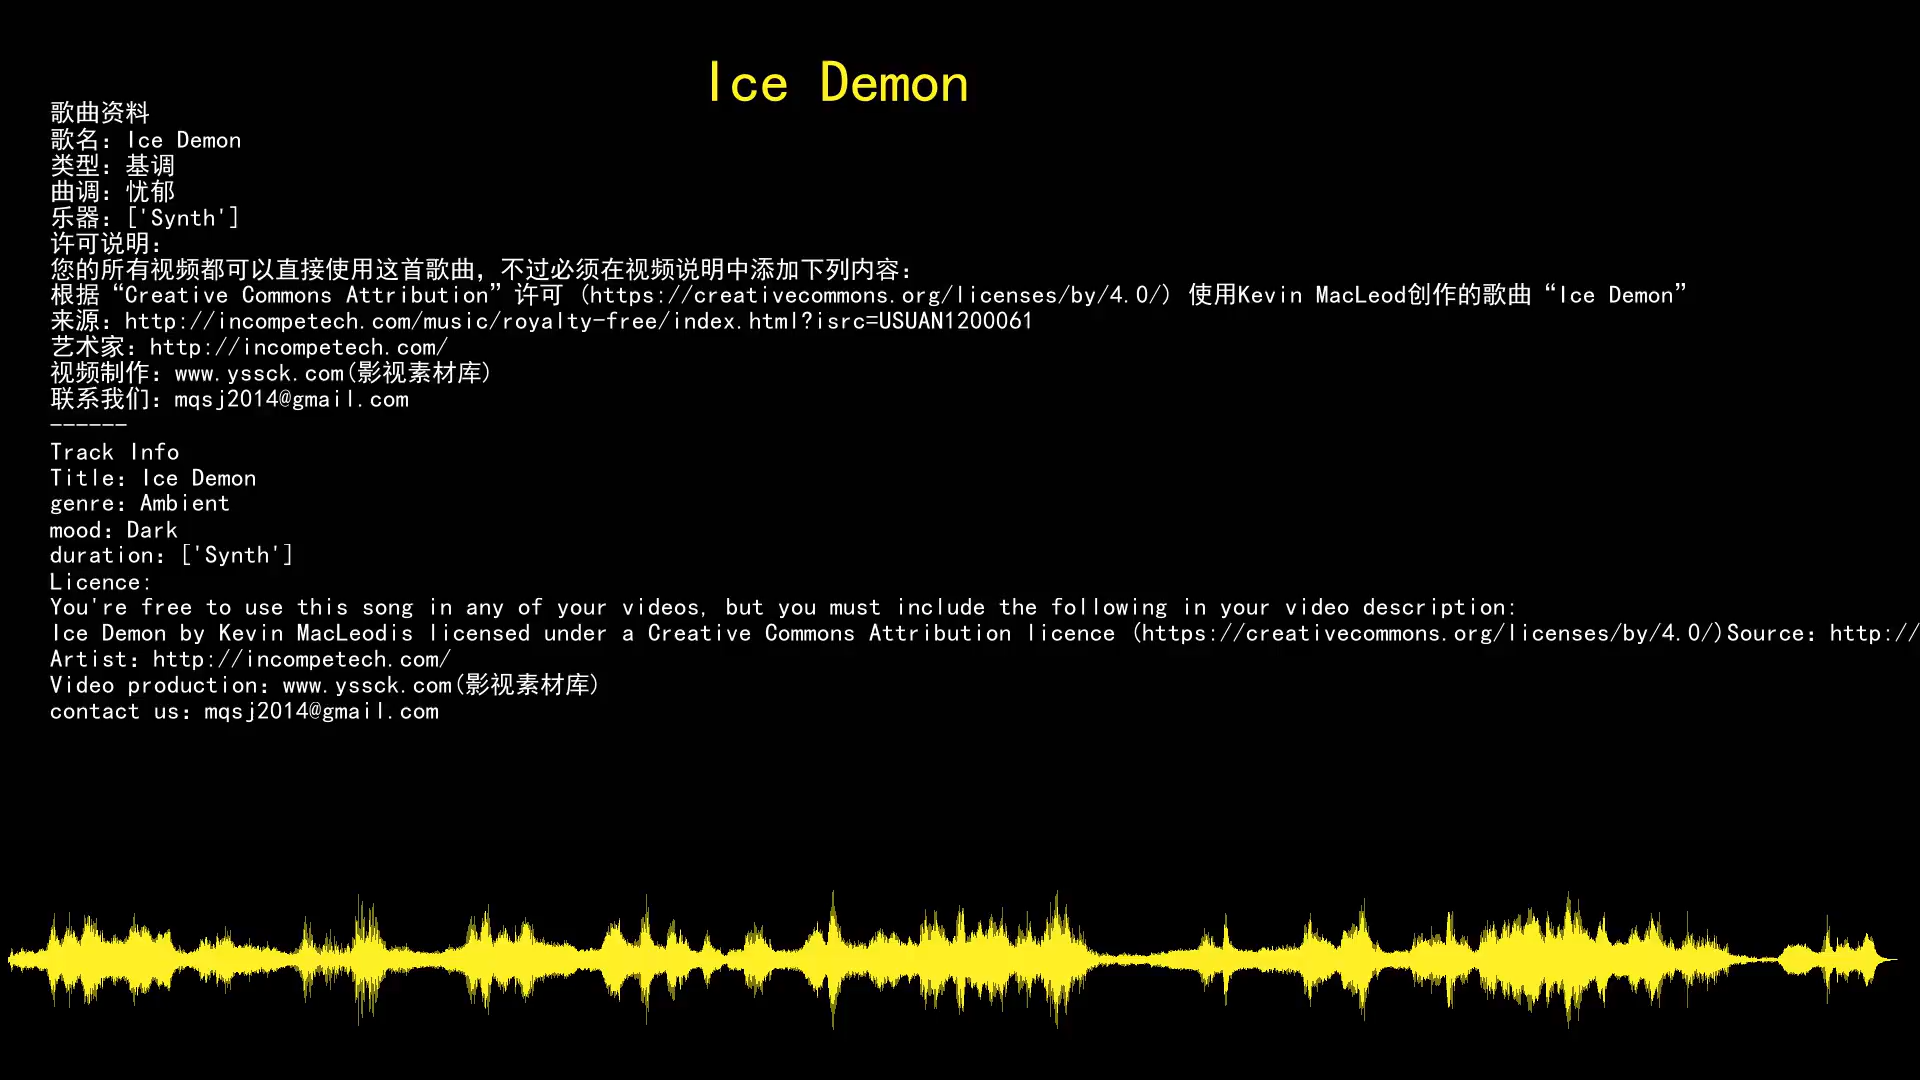 Ice Demon
歌曲资料
歌名：Ice Demon
类型：基调
曲调：忧郁
乐器：['Synth']
许可说明：
您的所有视频都可以直接使用这首歌曲，不过必须在视频说明中添加下列内容：
根据“Creative Commons Attribution”许可 (https://creativecommons.org/licenses/by/4.0/) 使用Kevin MacLeod创作的歌曲“Ice Demon”
来源：http://incompetech.com/music/royalty-free/index.html?isrc=USUAN1200061
艺术家：http://incompetech.com/
视频制作：www.yssck.com(影视素材库)
联系我们：mqsj2014@gmail.com
------
Track Info
Title：Ice Demon
genre：Ambient
mood：Dark
duration：['Synth']
Licence:
You're free to use this song in any of your videos, but you must include the following in your video description:
Ice Demon by Kevin MacLeodis licensed under a Creative Commons Attribution licence (https://creativecommons.org/licenses/by/4.0/)Source：http://
Artist：http://incompetech.com/
Video production：www.yssck.com(影视素材库)
contact us：mqsj2014@gmail.com